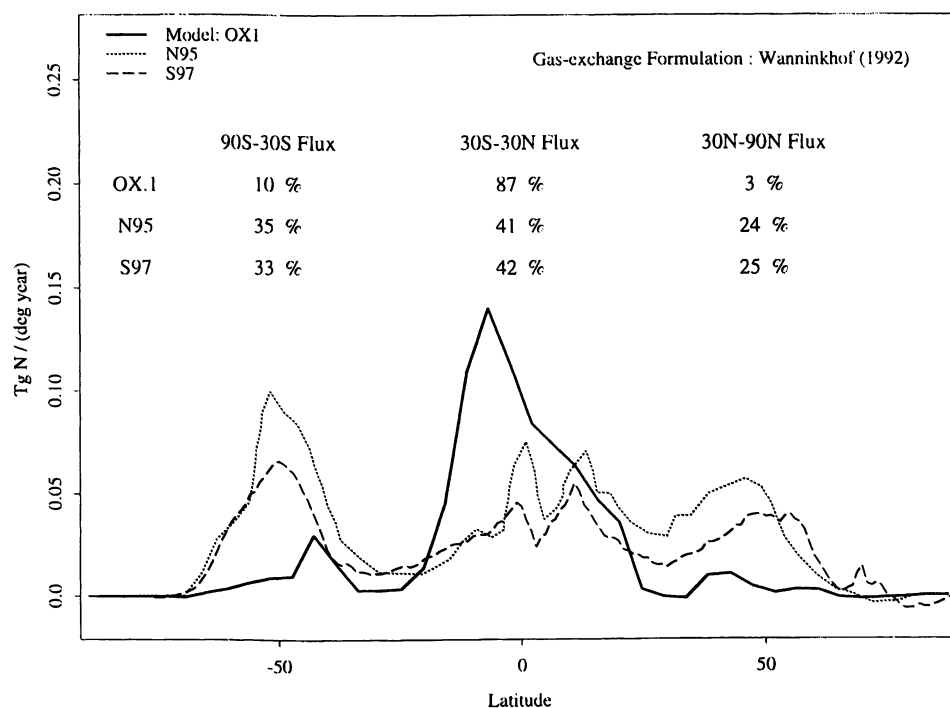 Model: OX1
N95
S97
Gas-exchange Formulation : Wanninkhof (1992)
90S-30S Flux 30S-30N Flux 30N-90N Flux
OX.1 10 % 87 % 3 %
N95 35 % 41 % 24 %
S97 33 % 42 % 25 %
Tg N / (deg year)
0.25
0.20
0.15
0.10
0.05
0.0
-50 0 50
Latitude